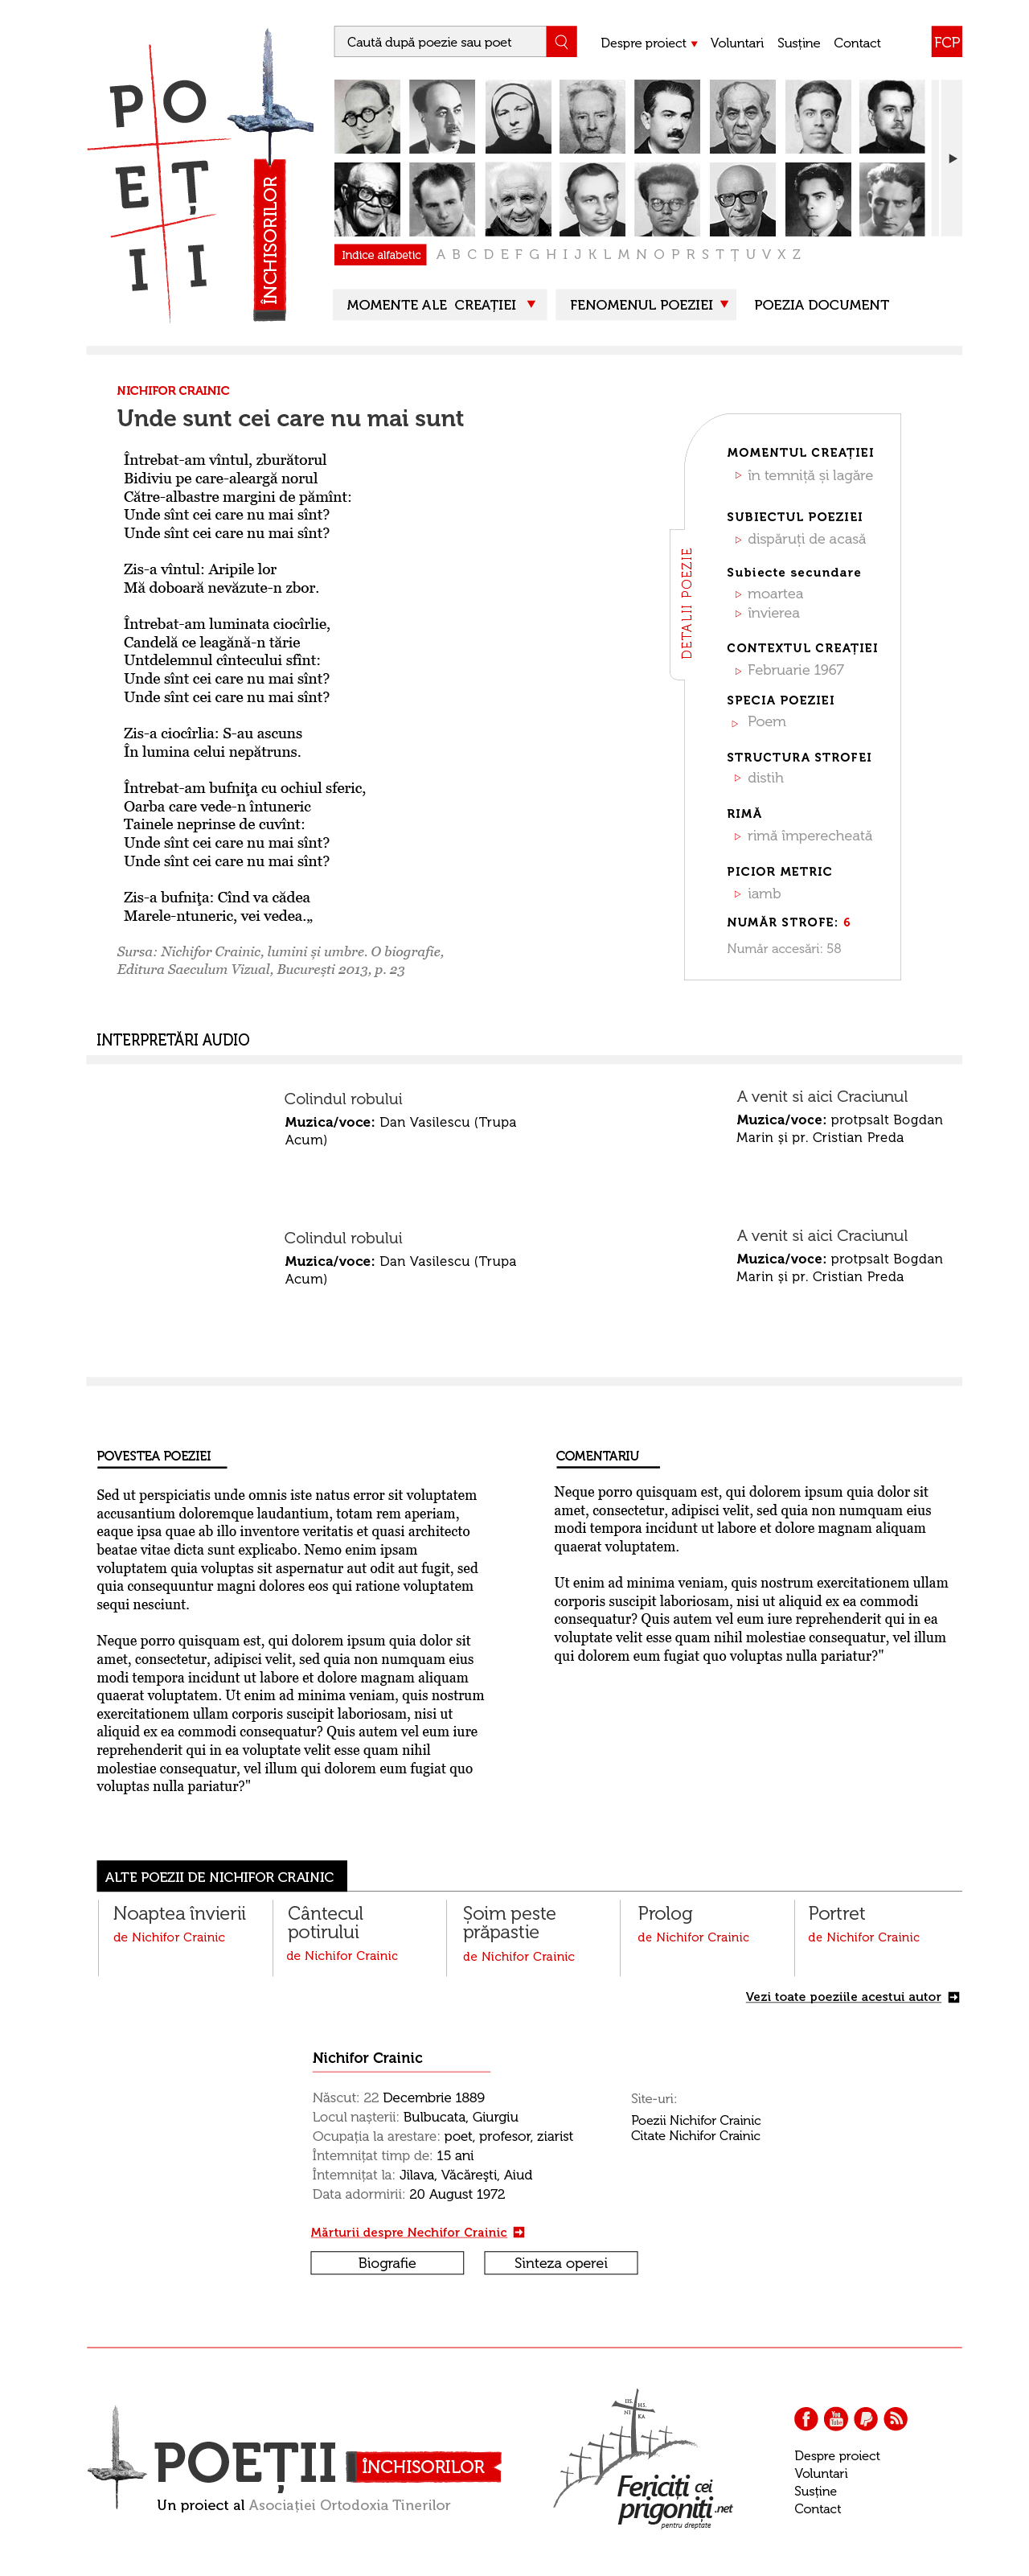 PO
EȚ
II
ÎNCHISORILOR
Caută după poezie sau poet
Despre proiect
Voluntari
Susține
Contact
FCP
Indice alfabetic
A B C D E F G H I J K L M N O P R S T Ț U V X Z
MOMENTE ALE CREAȚIEI
FENOMENUL POEZIEI
POEZIA DOCUMENT
NICHIFOR CRAINIC
Unde sunt cei care nu mai sunt
Întrebat-am vîntul, zburătorul
Bidiviu pe care-aleargă norul
Către-albastre margini de pămînt:
Unde sînt cei care nu mai sînt?
Unde sînt cei care nu mai sînt?
Zis-a vîntul: Aripile lor
Mă doboară nevăzute-n zbor.
Întrebat-am luminata ciocîrlie,
Candelă ce leagănă-n tărie
Untdelemnul cîntecului sfînt:
Unde sînt cei care nu mai sînt?
Unde sînt cei care nu mai sînt?
Zis-a ciocîrlia: S-au ascuns
În lumina celui nepătruns.
Întrebat-am bufniţa cu ochiul sferic,
Oarba care vede-n întuneric
Tainele neprinse de cuvînt:
Unde sînt cei care nu mai sînt?
Unde sînt cei care nu mai sînt?
Zis-a bufniţa: Cînd va cădea
Marele-ntuneric, vei vedea.„
Sursa: Nichifor Crainic, lumini și umbre. O biografie,
Editura Saeculum Vizual, București 2013, p. 23
DETALII POEZIE
MOMENTUL CREAȚIEI
în temniță și lagăre
SUBIECTUL POEZIEI
dispăruți de acasă
Subiecte secundare
moartea
învierea
CONTEXTUL CREAȚIEI
Februarie 1967
SPECIA POEZIEI
Poem
STRUCTURA STROFEI
distih
RIMĂ
rimă împerecheată
PICIOR METRIC
iamb
NUMĂR STROFE: 6
Număr accesări: 58
INTERPRETĂRI AUDIO
Colindul robului
Muzica/voce: Dan Vasilescu (Trupa
Acum)
A venit si aici Craciunul
Muzica/voce: protpsalt Bogdan
Marin și pr. Cristian Preda
Colindul robului
Muzica/voce: Dan Vasilescu (Trupa
Acum)
A venit si aici Craciunul
Muzica/voce: protpsalt Bogdan
Marin și pr. Cristian Preda
POVESTEA POEZIEI
Sed ut perspiciatis unde omnis iste natus error sit voluptatem
accusantium doloremque laudantium, totam rem aperiam,
eaque ipsa quae ab illo inventore veritatis et quasi architecto
beatae vitae dicta sunt explicabo. Nemo enim ipsam
voluptatem quia voluptas sit aspernatur aut odit aut fugit, sed
quia consequuntur magni dolores eos qui ratione voluptatem
sequi nesciunt.
Neque porro quisquam est, qui dolorem ipsum quia dolor sit
amet, consectetur, adipisci velit, sed quia non numquam eius
modi tempora incidunt ut labore et dolore magnam aliquam
quaerat voluptatem. Ut enim ad minima veniam, quis nostrum
exercitationem ullam corporis suscipit laboriosam, nisi ut
aliquid ex ea commodi consequatur? Quis autem vel eum iure
reprehenderit qui in ea voluptate velit esse quam nihil
molestiae consequatur, vel illum qui dolorem eum fugiat quo
voluptas nulla pariatur?"
COMENTARIU
Neque porro quisquam est, qui dolorem ipsum quia dolor sit
amet, consectetur, adipisci velit, sed quia non numquam eius
modi tempora incidunt ut labore et dolore magnam aliquam
quaerat voluptatem.
Ut enim ad minima veniam, quis nostrum exercitationem ullam
corporis suscipit laboriosam, nisi ut aliquid ex ea commodi
consequatur? Quis autem vel eum iure reprehenderit qui in ea
voluptate velit esse quam nihil molestiae consequatur, vel illum
qui dolorem eum fugiat quo voluptas nulla pariatur?"
ALTE POEZII DE NICHIFOR CRAINIC
Noaptea învierii
de Nichifor Crainic
Cântecul
potirului
de Nichifor Crainic
Șoim peste
prăpastie
de Nichifor Crainic
Prolog
de Nichifor Crainic
Portret
de Nichifor Crainic
Vezi toate poeziile acestui autor
Nichifor Crainic
Născut: 22 Decembrie 1889
Locul nașterii: Bulbucata, Giurgiu
Ocupația la arestare: poet, profesor, ziarist
Întemnițat timp de: 15 ani
Întemnițat la: Jilava, Văcărești, Aiud
Data adormirii: 20 August 1972
Site-uri:
Poezii Nichifor Crainic
Citate Nichifor Crainic
Mărturii despre Nechifor Crainic
Biografie
Sinteza operei
POEȚII
ÎNCHISORILOR
Un proiect al Asociației Ortodoxia Tinerilor
IIS. HS.
NI KA
Fericiți cei
prigoniți.net
pentru dreptate
You
Tube
Despre proiect
Voluntari
Susține
Contact